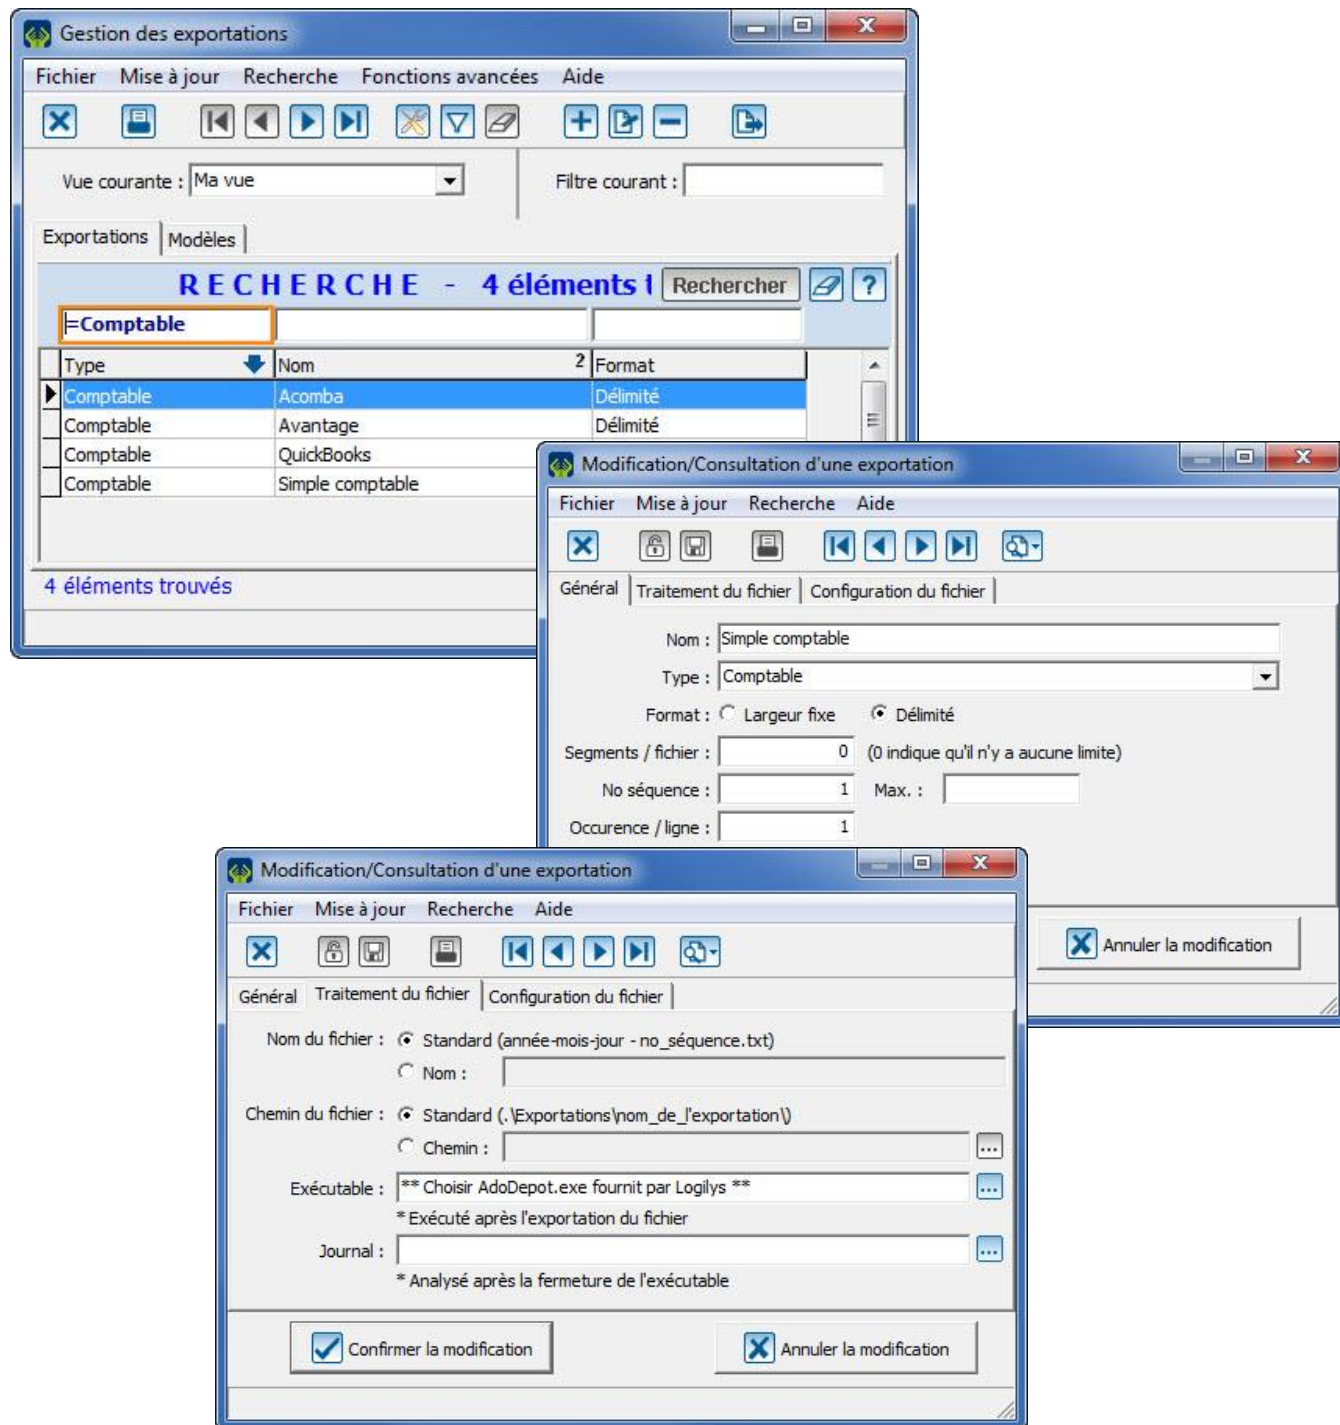 Gestion des exportations
Fichier Mise à jour Recherche Fonctions avancées Aide
Vue courante : Ma vue Filtre courant :
Exportations Modèles
RECHERCHE - 4 éléments t Rechercher ?
=Comptable
Type Nom 2 Format
Comptable Acomba Délimité
Comptable Avantage Délimité
Comptable QuickBooks
Comptable Simple comptable
4 éléments trouvés
Modification/Consultation d'une exportation
Fichier Mise à jour Recherche Aide
Général Traitement du fichier Configuration du fichier
Nom : Simple comptable
Type : Comptable
Format : Largeur fixe Délimité
Segments / fichier : 0 (0 indique qu'il n'y a aucune limite)
No séquence : 1 Max. :
Occurence / ligne : 1
Annuler la modification
Modification/Consultation d'une exportation
Fichier Mise à jour Recherche Aide
Général Traitement du fichier Configuration du fichier
Nom du fichier : Standard (année-mois-jour - no_séquence.txt)
Nom :
Chemin du fichier : Standard (.\Exportations\nom_de_l'exportation\)
Chemin : ...
Exécutable : ** Choisir AdoDepot.exe fournit par Logilys ** ...
* Exécuté après l'exportation du fichier
Journal : ...
* Analysé après la fermeture de l'exécutable
Confirmer la modification Annuler la modification